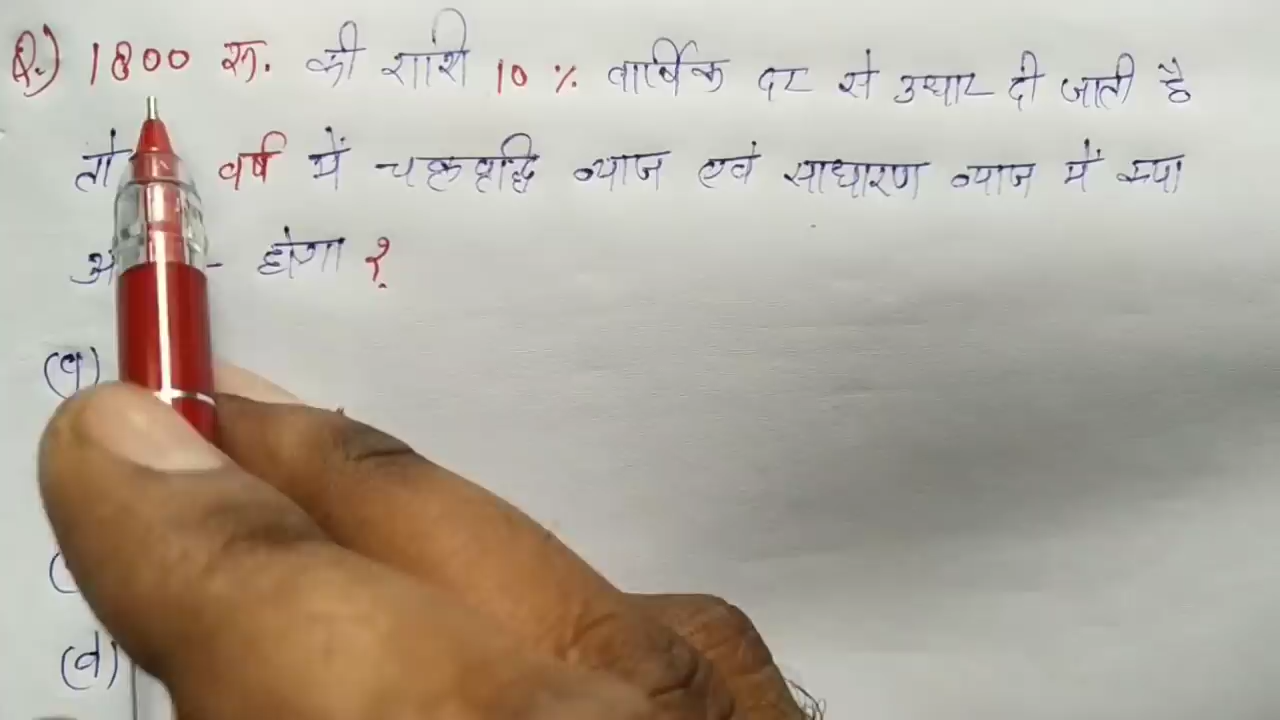 Q.) 1800 रू. की राशि 10 % वार्षिक दर से उधार दी जाती है
तो वर्ष में चक्रवृद्धि ब्याज एवं साधारण ब्याज में क्या
होगा ?
(a)
(d)